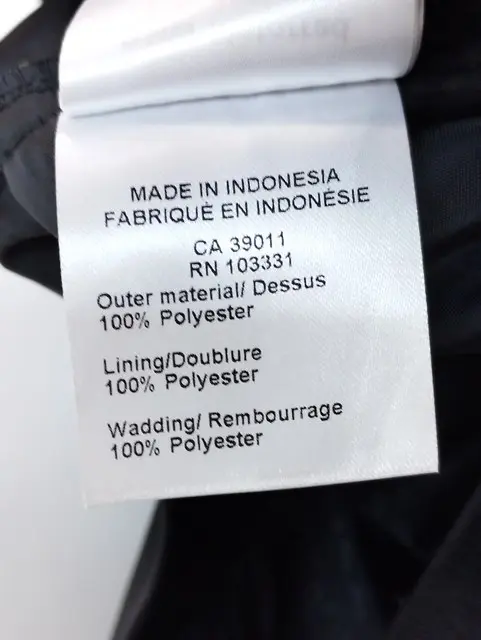 MADE IN INDONESIA
FABRIQUÉ EN INDONÉSIE
CA 39011
RN 103331
Outer material/ Dessus
100% Polyester
Lining/Doublure
100% Polyester
Wadding/ Rembourrage
100% Polyester